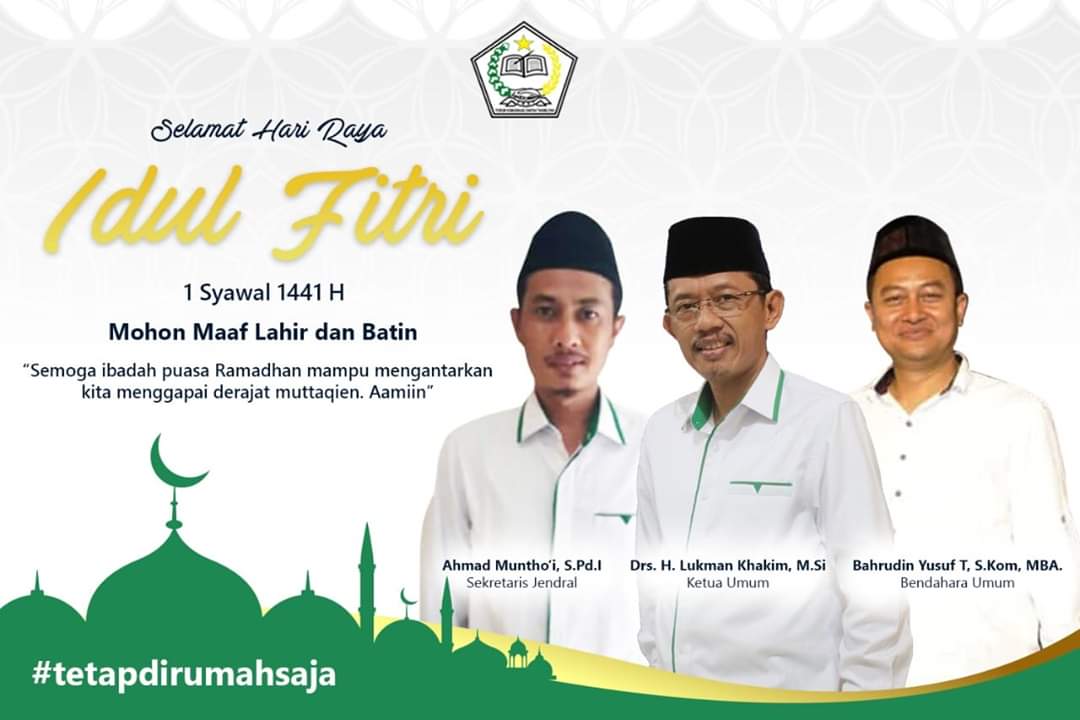 Selamat Hari Raya
Idul Fitri
1 Syawal 1441 H
Mohon Maaf Lahir dan Batin
“Semoga ibadah puasa Ramadhan mampu mengantarkan
kita menggapai derajat muttaqien. Aamiin”
Ahmad Muntho'i, S.Pd.I
Sekretaris Jendral
Drs. H. Lukman Khakim, M.Si
Ketua Umum
Bahrudin Yusuf T, S.Kom, MBA.
Bendahara Umum
#tetapdirumahsaja